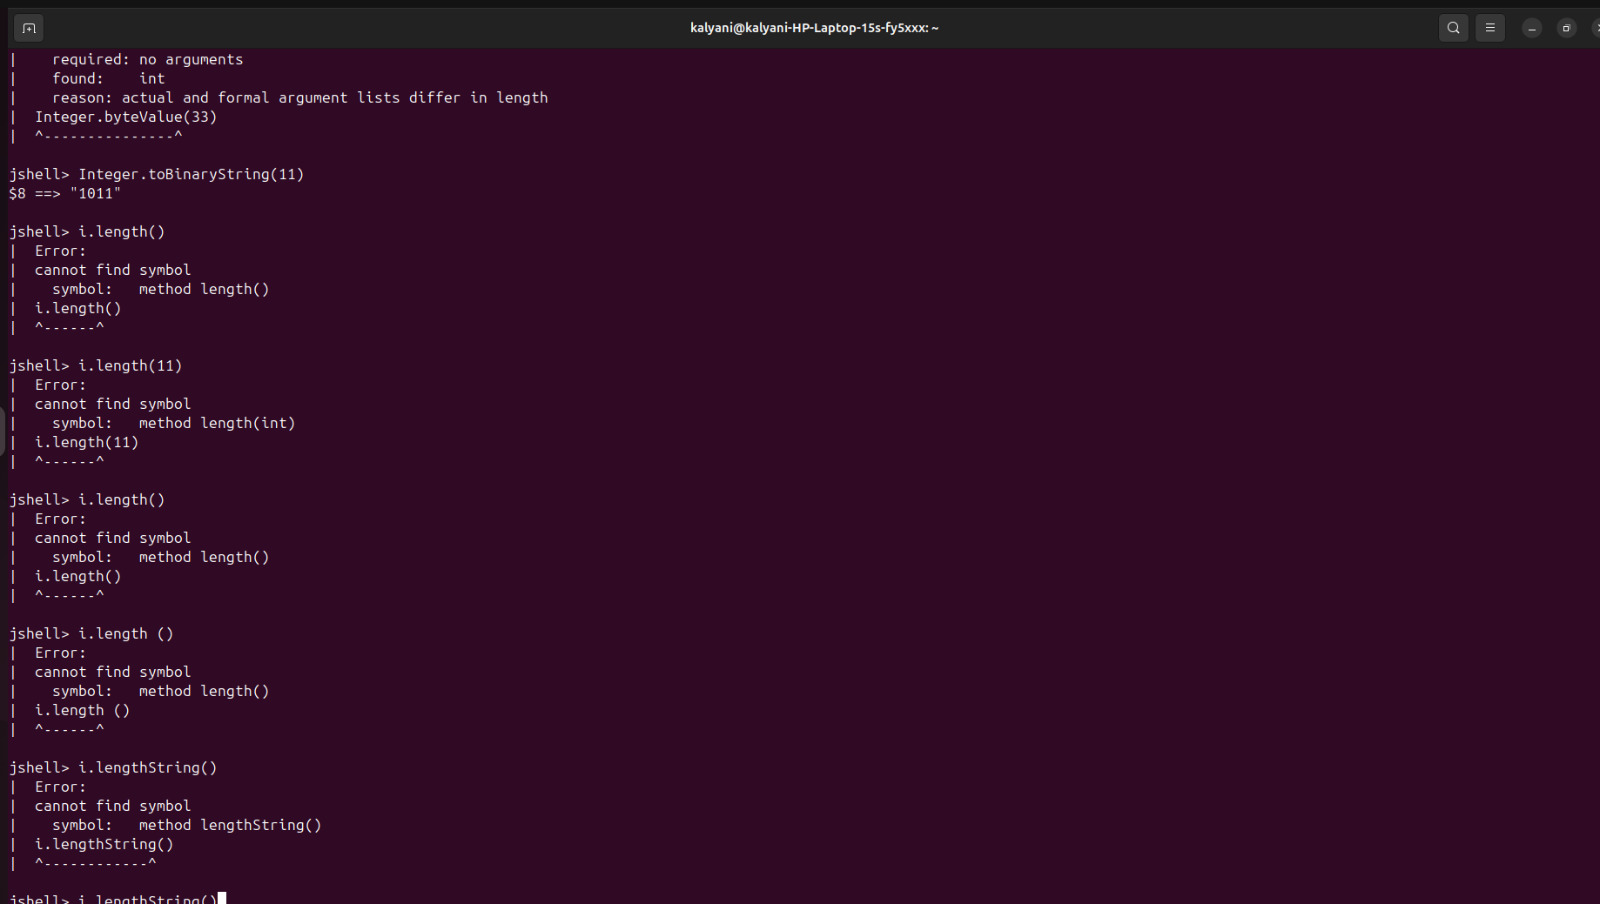 kalyani@kalyani-HP-Laptop-15s-fy5xxx: ~
|    required: no arguments
|    found:    int
|    reason: actual and formal argument lists differ in length
|  Integer.byteValue(33)
|  ^---------------^
jshell> Integer.toBinaryString(11)
$8 ==> "1011"
jshell> i.length()
|  Error:
|  cannot find symbol
|    symbol:   method length()
|  i.length()
|  ^------^
jshell> i.length(11)
|  Error:
|  cannot find symbol
|    symbol:   method length(int)
|  i.length(11)
|  ^------^
jshell> i.length()
|  Error:
|  cannot find symbol
|    symbol:   method length()
|  i.length()
|  ^------^
jshell> i.length ()
|  Error:
|  cannot find symbol
|    symbol:   method length()
|  i.length ()
|  ^------^
jshell> i.lengthString()
|  Error:
|  cannot find symbol
|    symbol:   method lengthString()
|  i.lengthString()
|  ^------------^
jshell> i.lengthString()